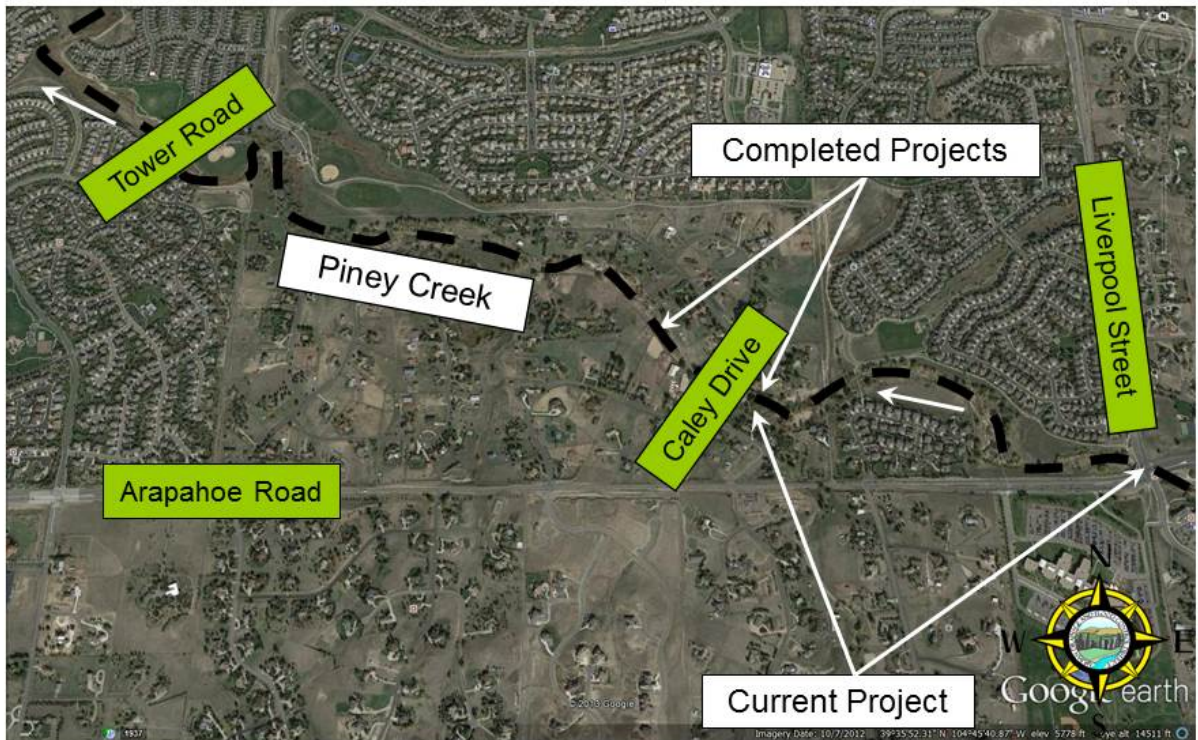 Tower Road
Completed Projects
Liverpool Street
Piney Creek
Caley Drive
Arapahoe Road
N
W E
S
Current Project
Google earth
© 2013 Google
1937
Imagery Date: 10/7/2012 39°35'52.31" N 104°45'40.87" W elev 5778 ft eye alt 14511 ft